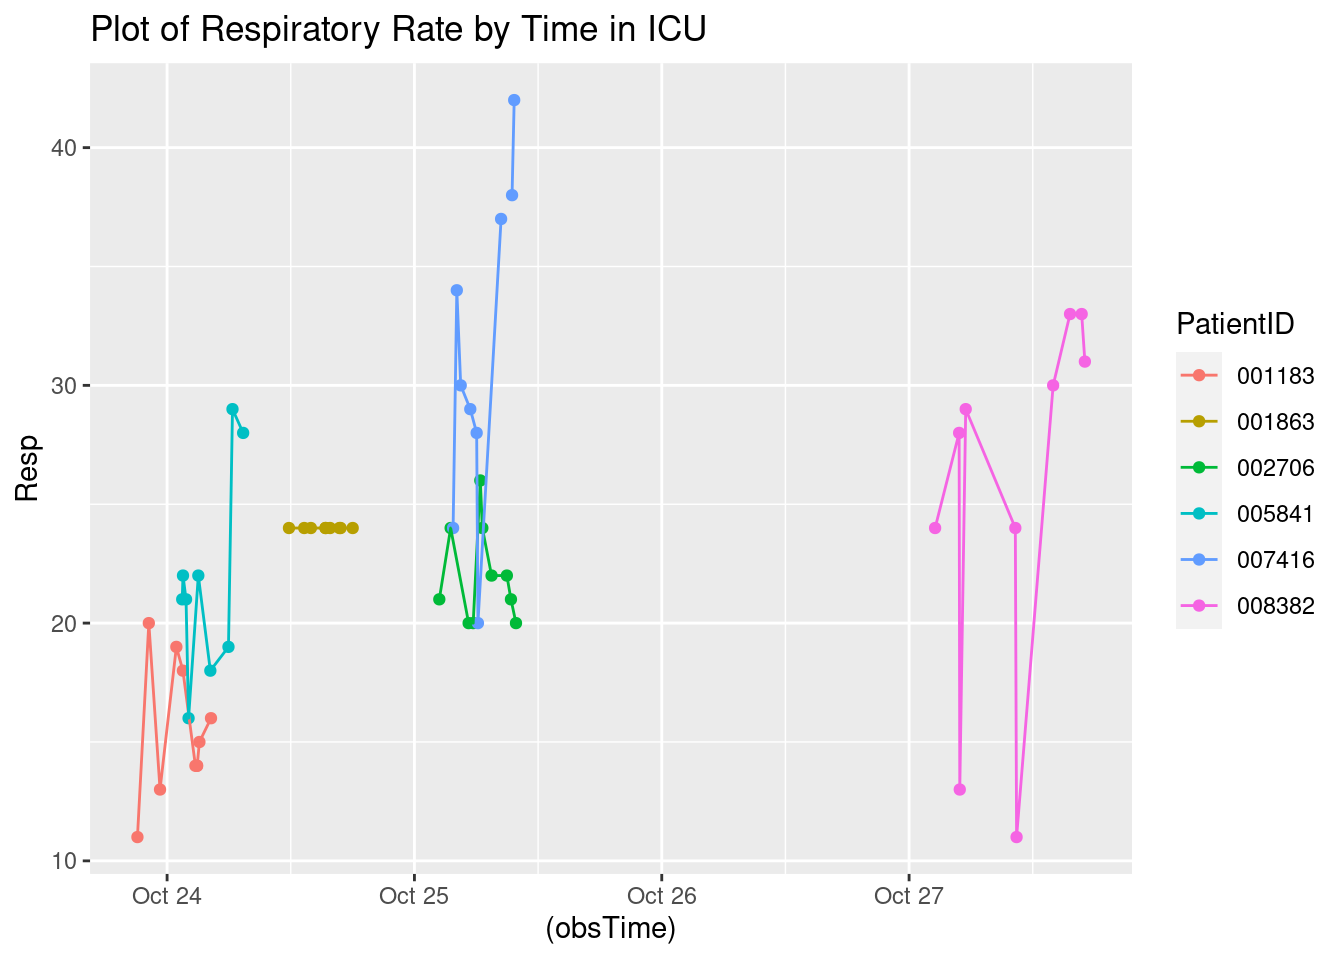 Plot of Respiratory Rate by Time in ICU
40
30
20
10
Resp
Oct 24
Oct 25
Oct 26
Oct 27
(obsTime)
PatientID
001183
001863
002706
005841
007416
008382